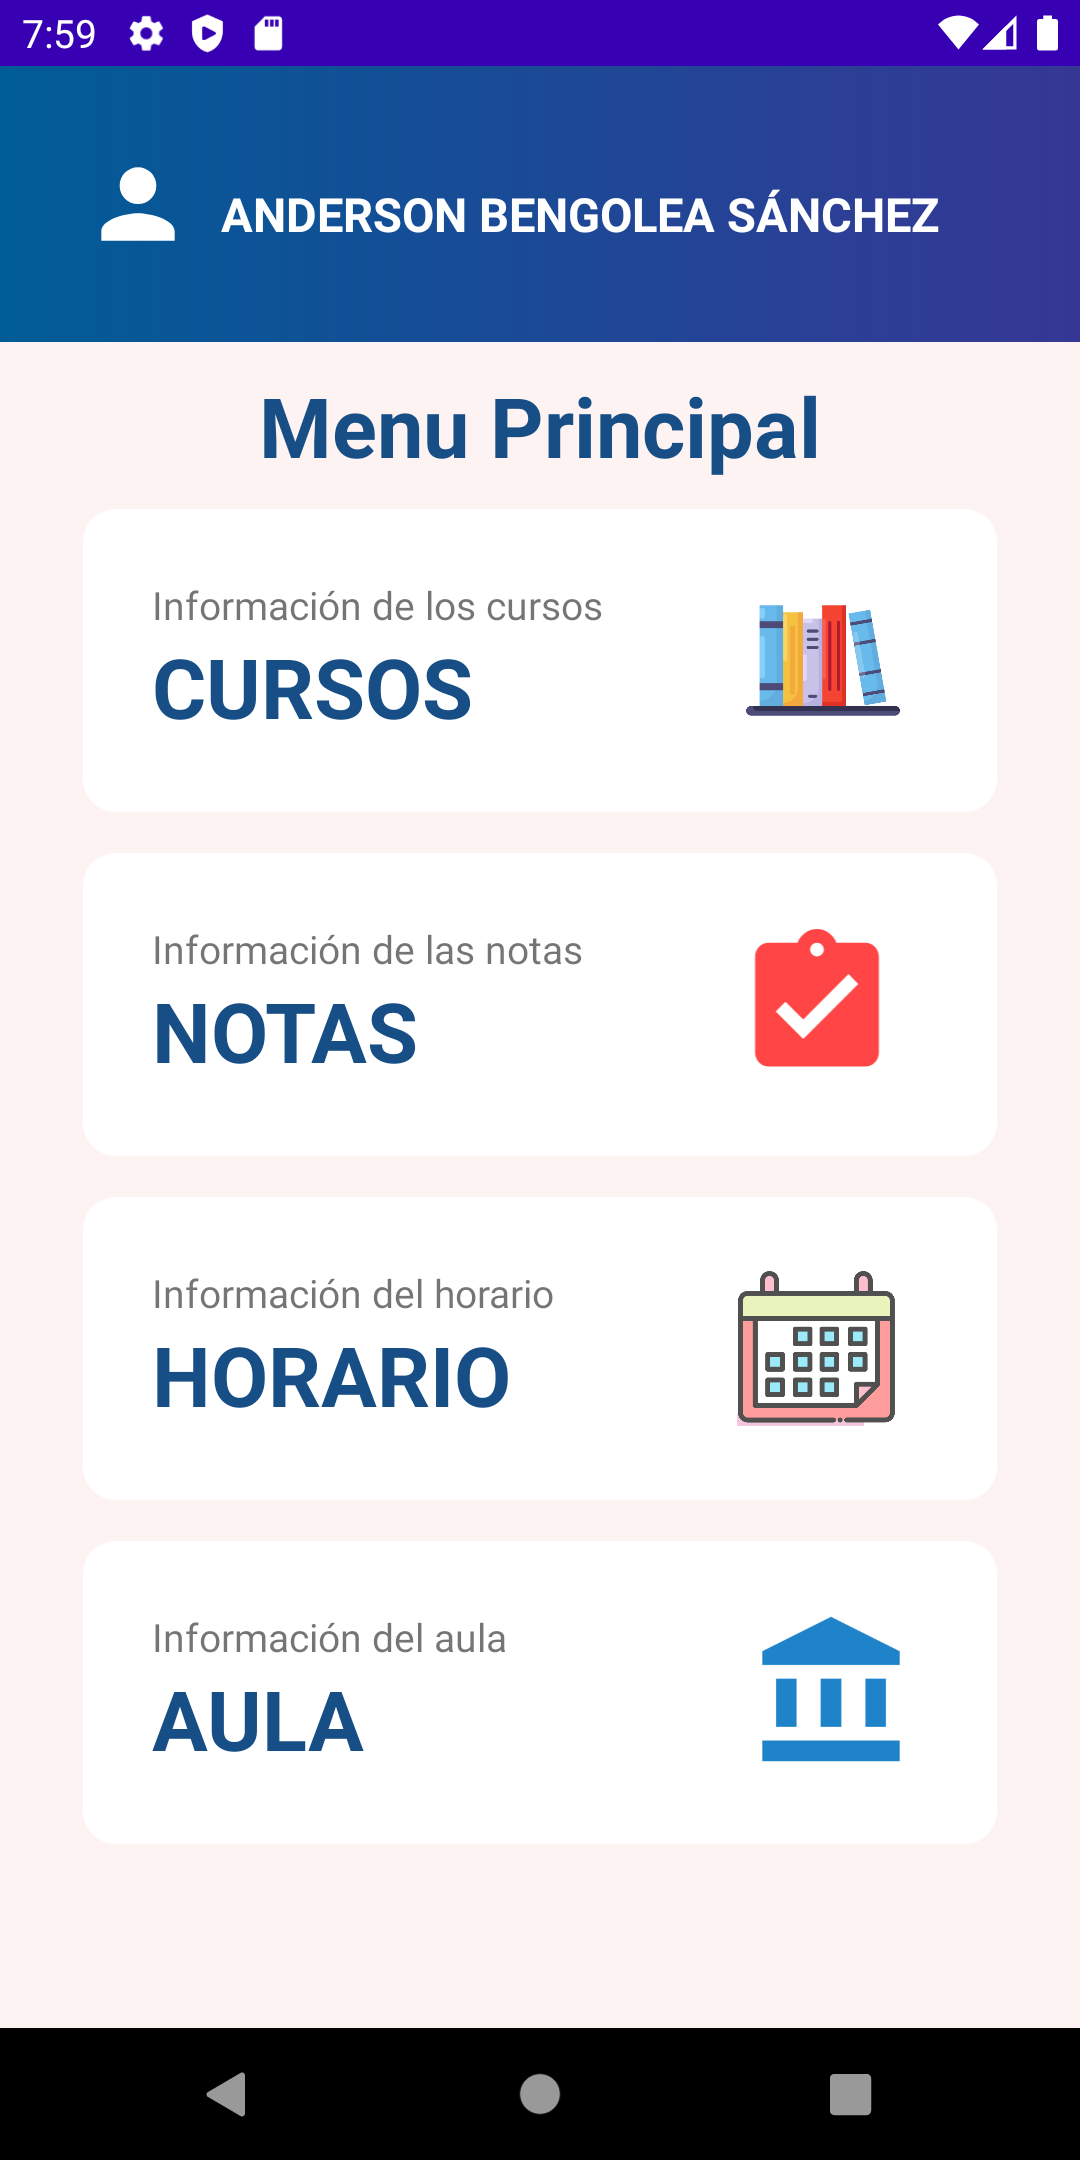 7:59
ANDERSON BENGOLEA SÁNCHEZ
Menu Principal
Información de los cursos
CURSOS
Información de las notas
NOTAS
Información del horario
HORARIO
Información del aula
AULA